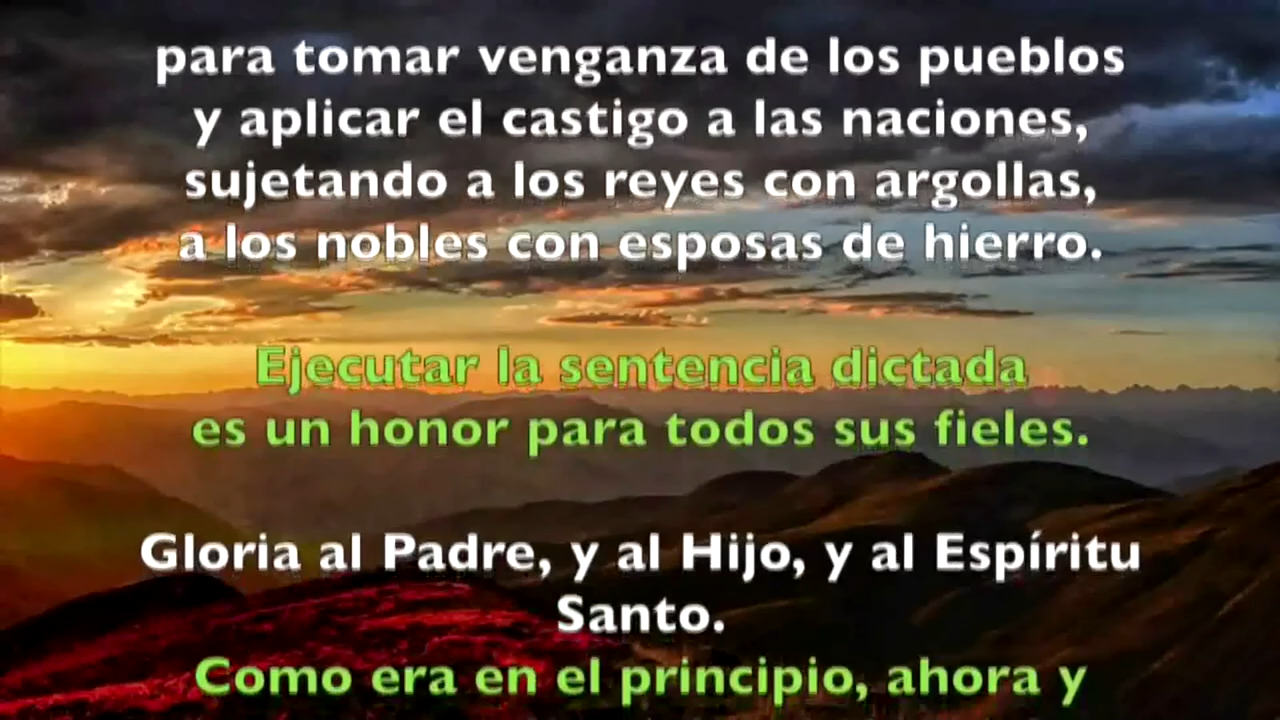 para tomar venganza de los pueblos
y aplicar el castigo a las naciones,
sujetando a los reyes con argollas,
a los nobles con esposas de hierro.
Ejecutar la sentencia dictada
es un honor para todos sus fieles.
Gloria al Padre, y al Hijo, y al Espíritu
Santo.
Como era en el principio, ahora y